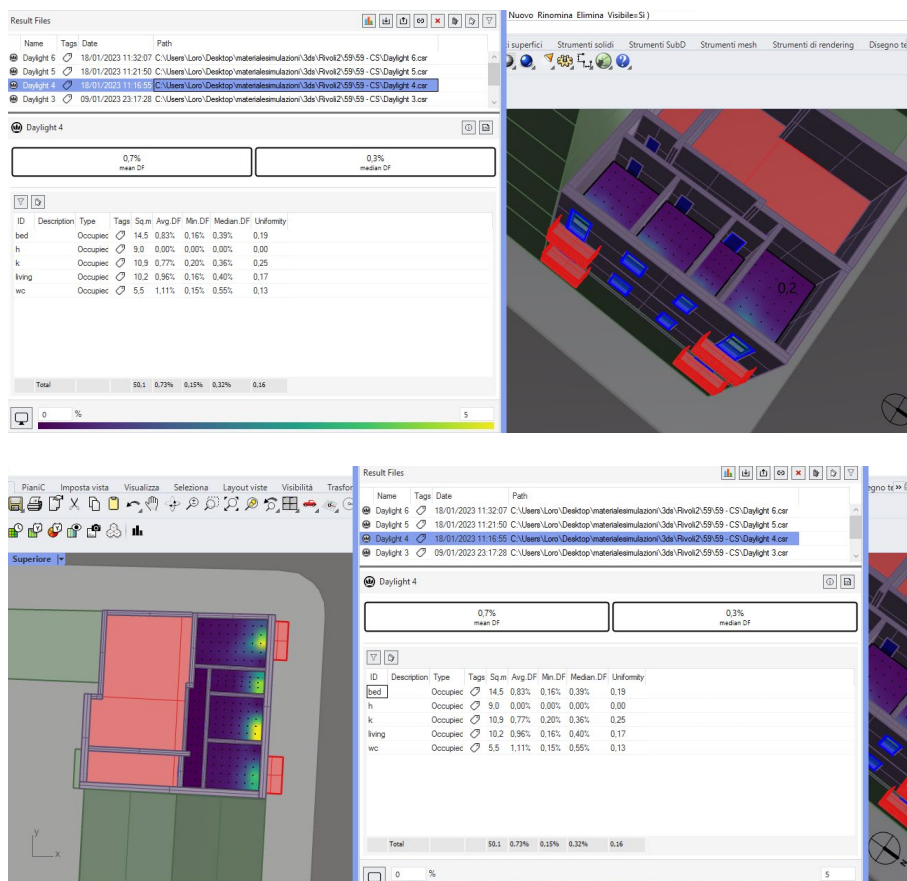 Result Files
Name Tags Date Path
Daylight 6 18/01/2023 11:32:07 C:\Users\Loro\Desktop\materialesimulazioni\3ds\Rivoli2\59\59 - CS\Daylight 6.csr
Daylight 5 18/01/2023 11:21:50 C:\Users\Loro\Desktop\materialesimulazioni\3ds\Rivoli2\59\59 - CS\Daylight 5.csr
Daylight 4 18/01/2023 11:16:55 C:\Users\Loro\Desktop\materialesimulazioni\3ds\Rivoli2\59\59 - CS\Daylight 4.csr
Daylight 3 09/01/2023 23:17:28 C:\Users\Loro\Desktop\materialesimulazioni\3ds\Rivoli2\59\59 - CS\Daylight 3.csr
Daylight 4
0,7% 0,3%
mean DF median DF
ID Description Type Tags Sq.m Avg.DF Min.DF Median.DF Uniformity
bed Occupiec 14,5 0,83% 0,16% 0,39% 0,19
h Occupiec 9,0 0,00% 0,00% 0,00% 0,00
k Occupiec 10,9 0,77% 0,20% 0,36% 0,25
living Occupiec 10,2 0,96% 0,16% 0,40% 0,17
wc Occupiec 5,5 1,11% 0,15% 0,55% 0,13
Total 50,1 0,73% 0,15% 0,32% 0,16
0 % 5
Nuovo Rinomina Elimina Visibile=Sì )
i superfici Strumenti solidi Strumenti SubD Strumenti mesh Strumenti di rendering Disegno te
0,2
N
PianiC Imposta vista Visualizza Seleziona Layout viste Visibilità Trasfor
Superiore
y
x
Result Files
Name Tags Date Path
Daylight 6 18/01/2023 11:32:07 C:\Users\Loro\Desktop\materialesimulazioni\3ds\Rivoli2\59\59 - CS\Daylight 6.csr
Daylight 5 18/01/2023 11:21:50 C:\Users\Loro\Desktop\materialesimulazioni\3ds\Rivoli2\59\59 - CS\Daylight 5.csr
Daylight 4 18/01/2023 11:16:55 C:\Users\Loro\Desktop\materialesimulazioni\3ds\Rivoli2\59\59 - CS\Daylight 4.csr
Daylight 3 09/01/2023 23:17:28 C:\Users\Loro\Desktop\materialesimulazioni\3ds\Rivoli2\59\59 - CS\Daylight 3.csr
Daylight 4
0,7% 0,3%
mean DF median DF
ID Description Type Tags Sq.m Avg.DF Min.DF Median.DF Uniformity
bed Occupiec 14,5 0,83% 0,16% 0,39% 0,19
h Occupiec 9,0 0,00% 0,00% 0,00% 0,00
k Occupiec 10,9 0,77% 0,20% 0,36% 0,25
living Occupiec 10,2 0,96% 0,16% 0,40% 0,17
wc Occupiec 5,5 1,11% 0,15% 0,55% 0,13
Total 50,1 0,73% 0,15% 0,32% 0,16
0 % 5
egno te »
N